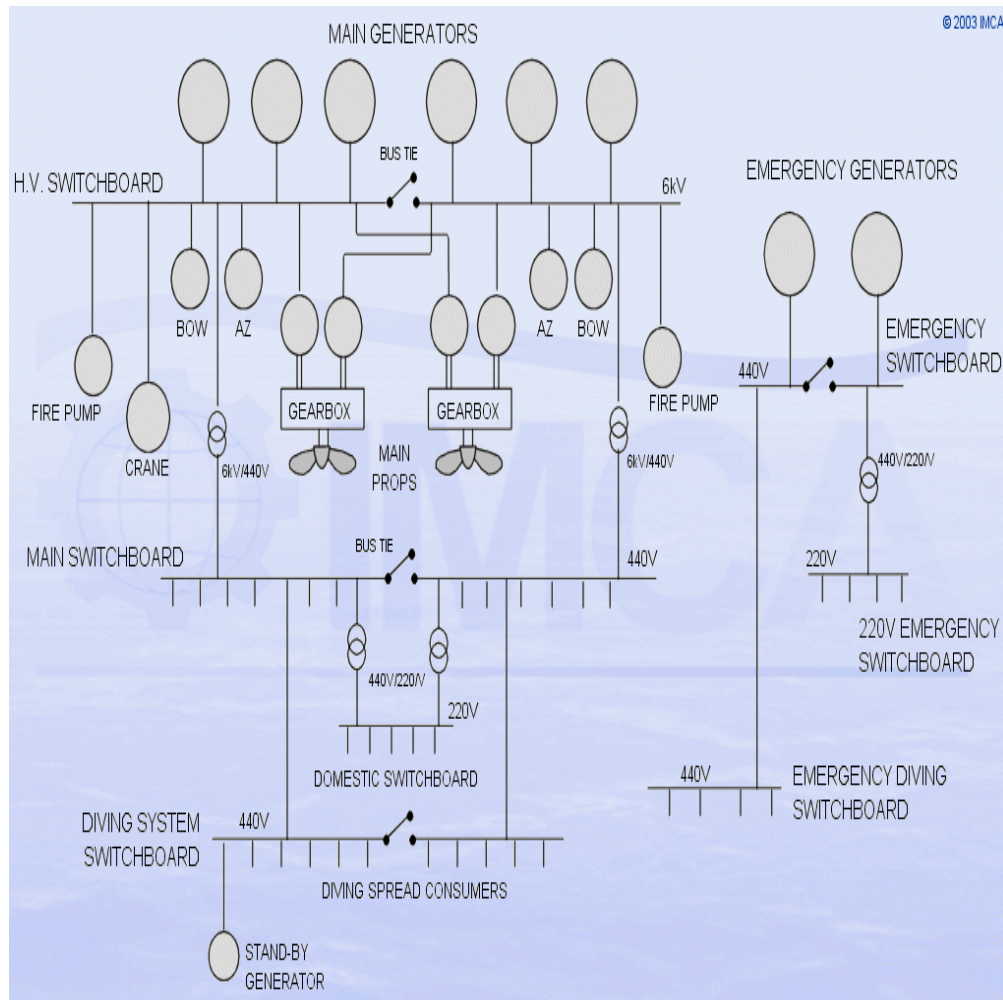 © 2003 IMCA
MAIN GENERATORS
BUS TIE
H.V. SWITCHBOARD
6kV
EMERGENCY GENERATORS
BOW
AZ
AZ
BOW
EMERGENCY
SWITCHBOARD
440V
FIRE PUMP
GEARBOX
GEARBOX
FIRE PUMP
CRANE
6kV/440V
MAIN
PROPS
6kV/440V
440V/220/V
IMCA
MAIN SWITCHBOARD
BUS TIE
440V
220V
220V EMERGENCY
SWITCHBOARD
440V/220/V
220V
DOMESTIC SWITCHBOARD
440V
EMERGENCY DIVING
SWITCHBOARD
DIVING SYSTEM
SWITCHBOARD
440V
DIVING SPREAD CONSUMERS
STAND-BY
GENERATOR